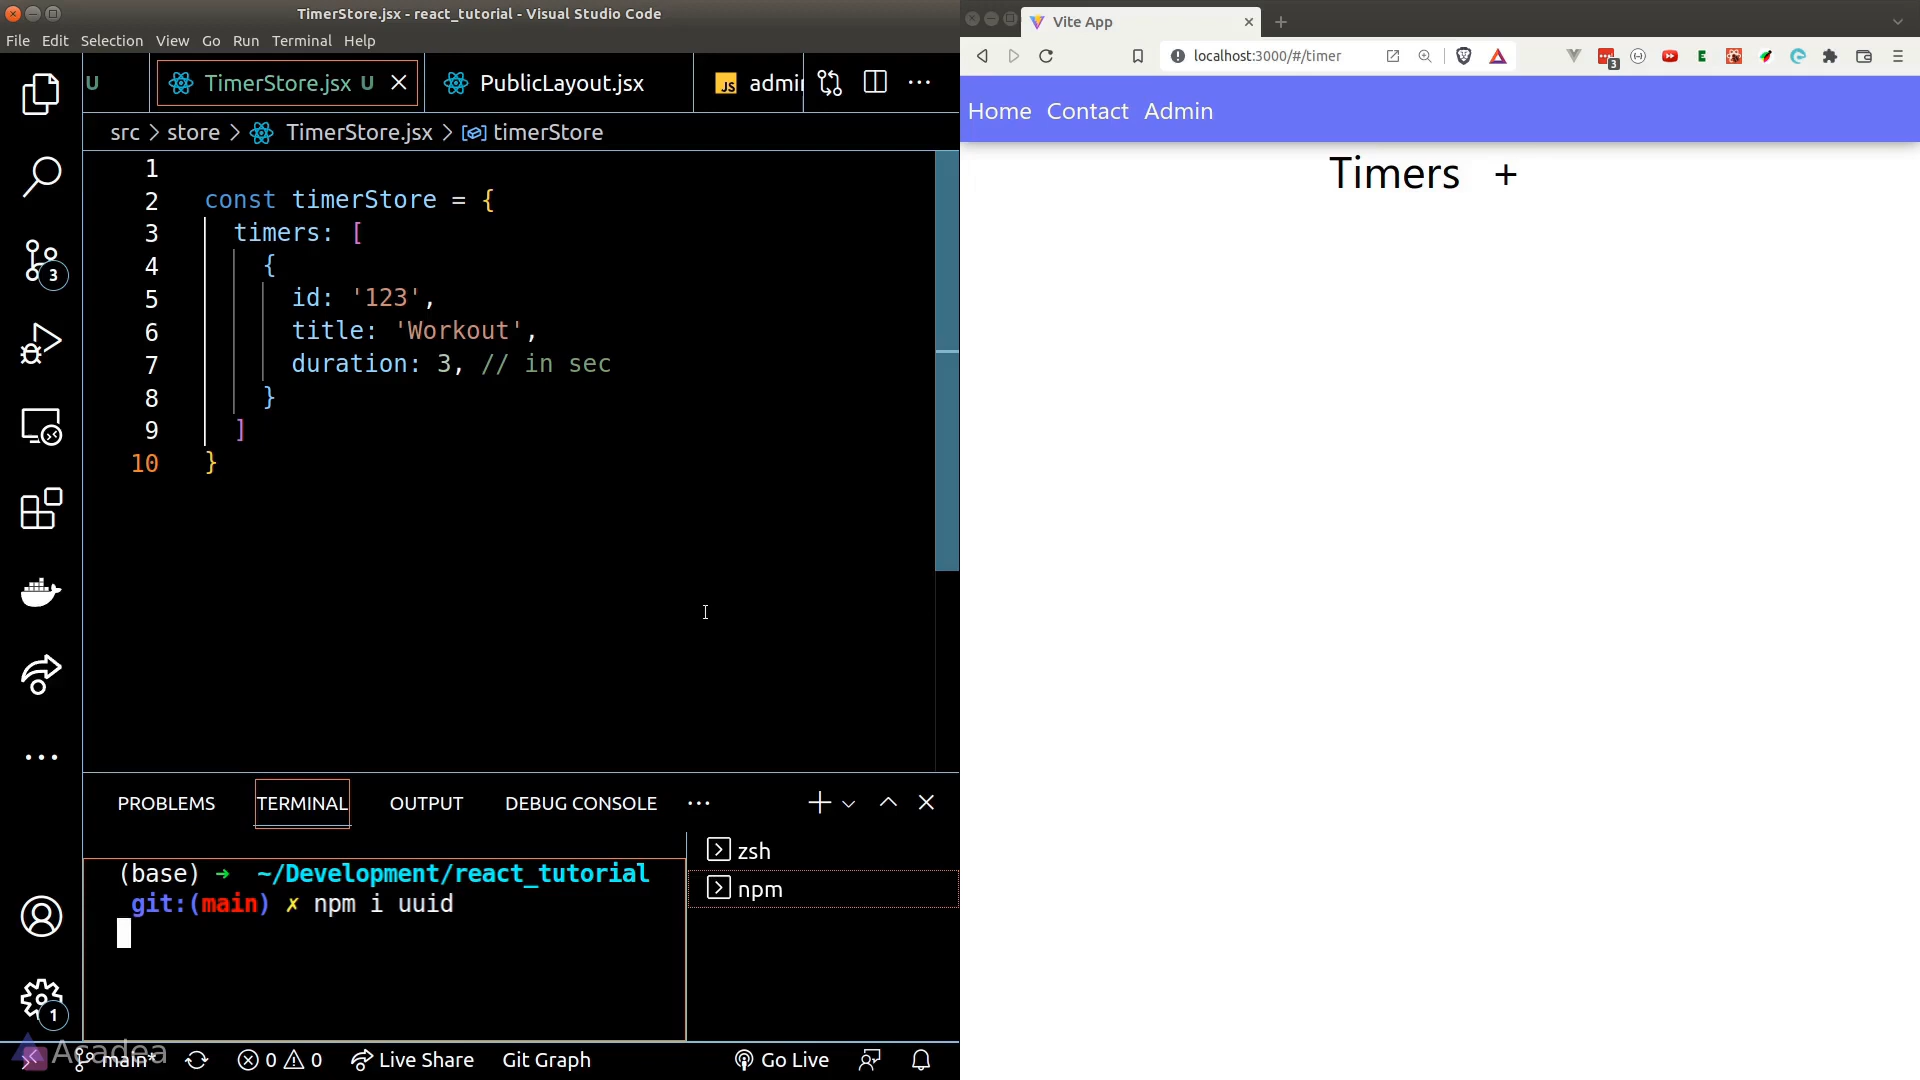 TimerStore.jsx - react_tutorial - Visual Studio Code
File Edit Selection View Go Run Terminal Help
U TimerStore.jsx U PublicLayout.jsx JS admin
src > store > TimerStore.jsx > timerStore
1
2 const timerStore = {
3 timers: [
4 {
5 id: '123',
6 title: 'Workout',
7 duration: 3, // in sec
8 }
9 ]
10 }
3
1
PROBLEMS TERMINAL OUTPUT DEBUG CONSOLE
(base) ➜ ~/Development/react_tutorial
git:(main) ✗ npm i uuid
zsh
npm
Acadea
main* 0 0 Live Share Git Graph Go Live
Vite App
localhost:3000/#/timer
3
E
Home Contact Admin
Timers +